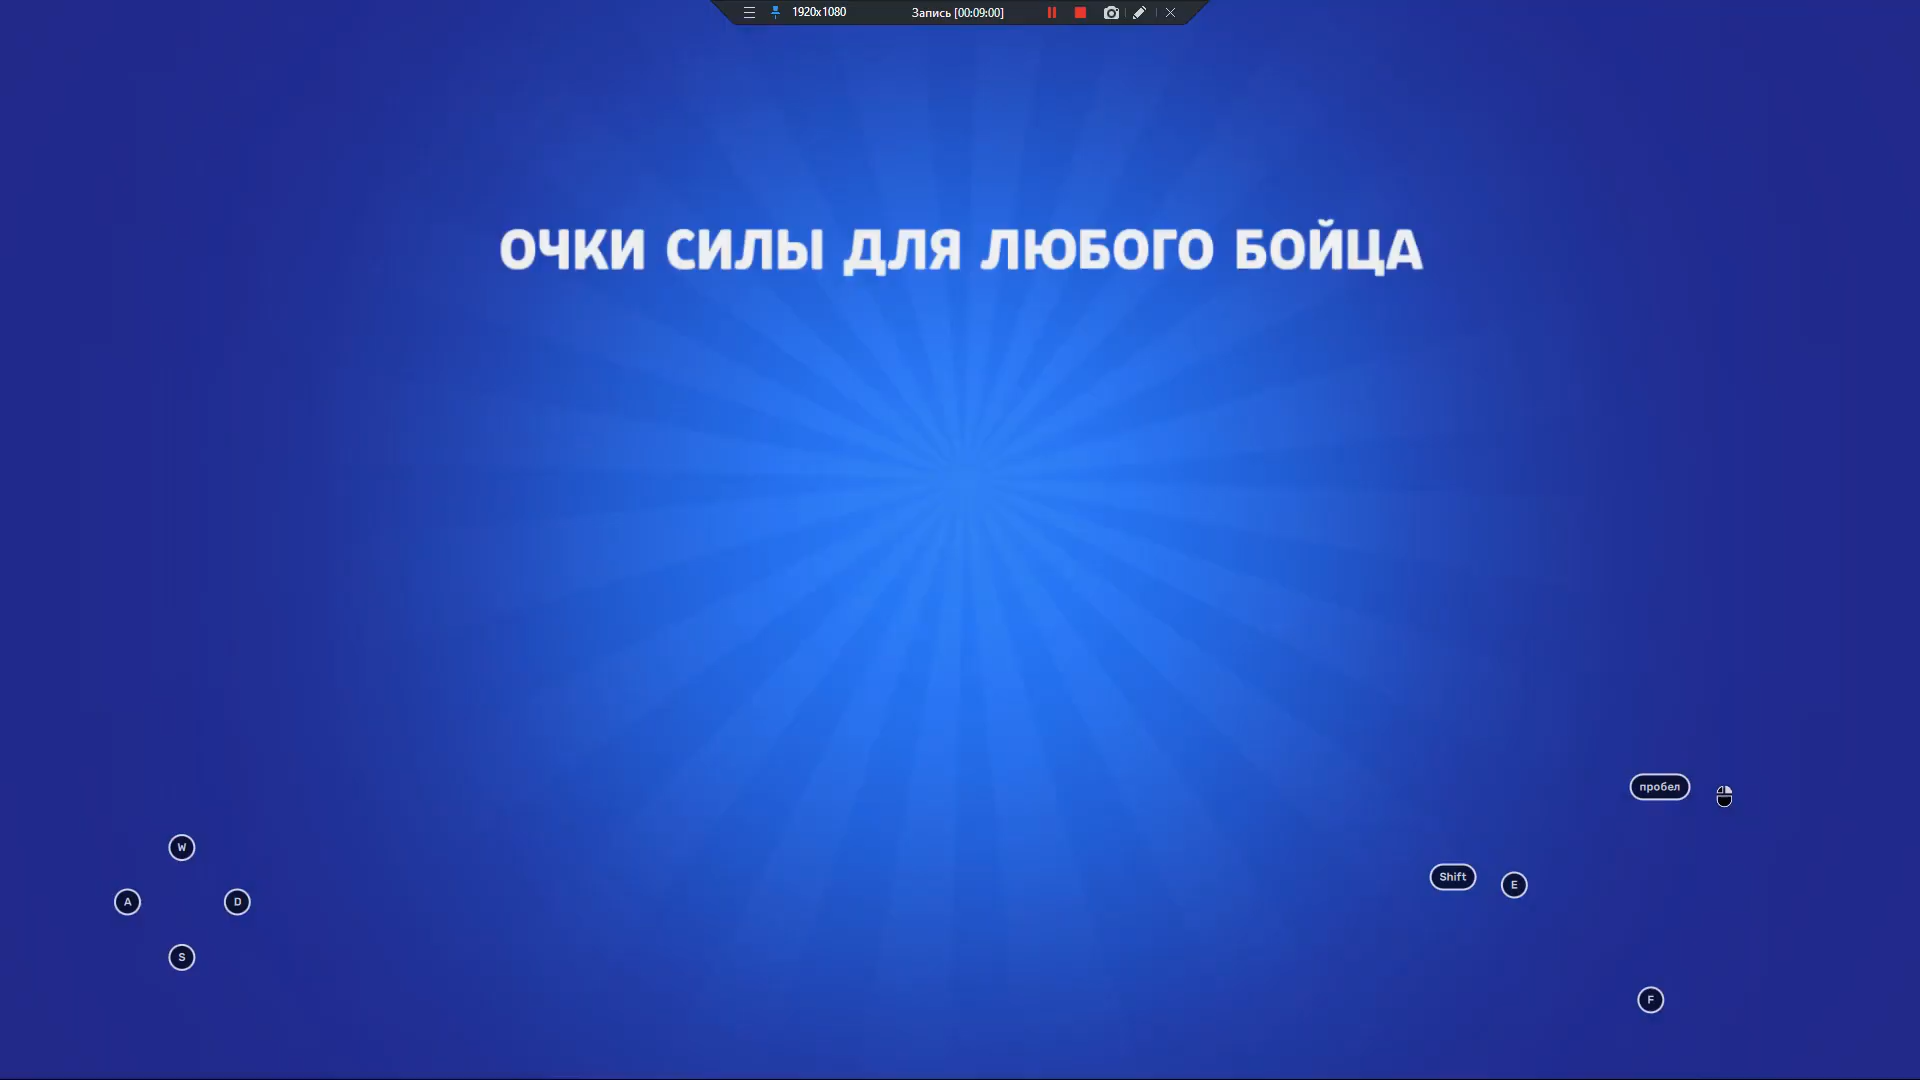 1920x1080 Запись [00:09:00]
ОЧКИ СИЛЫ ДЛЯ ЛЮБОГО БОЙЦА
пробел
W
Shift E
A D
S
F